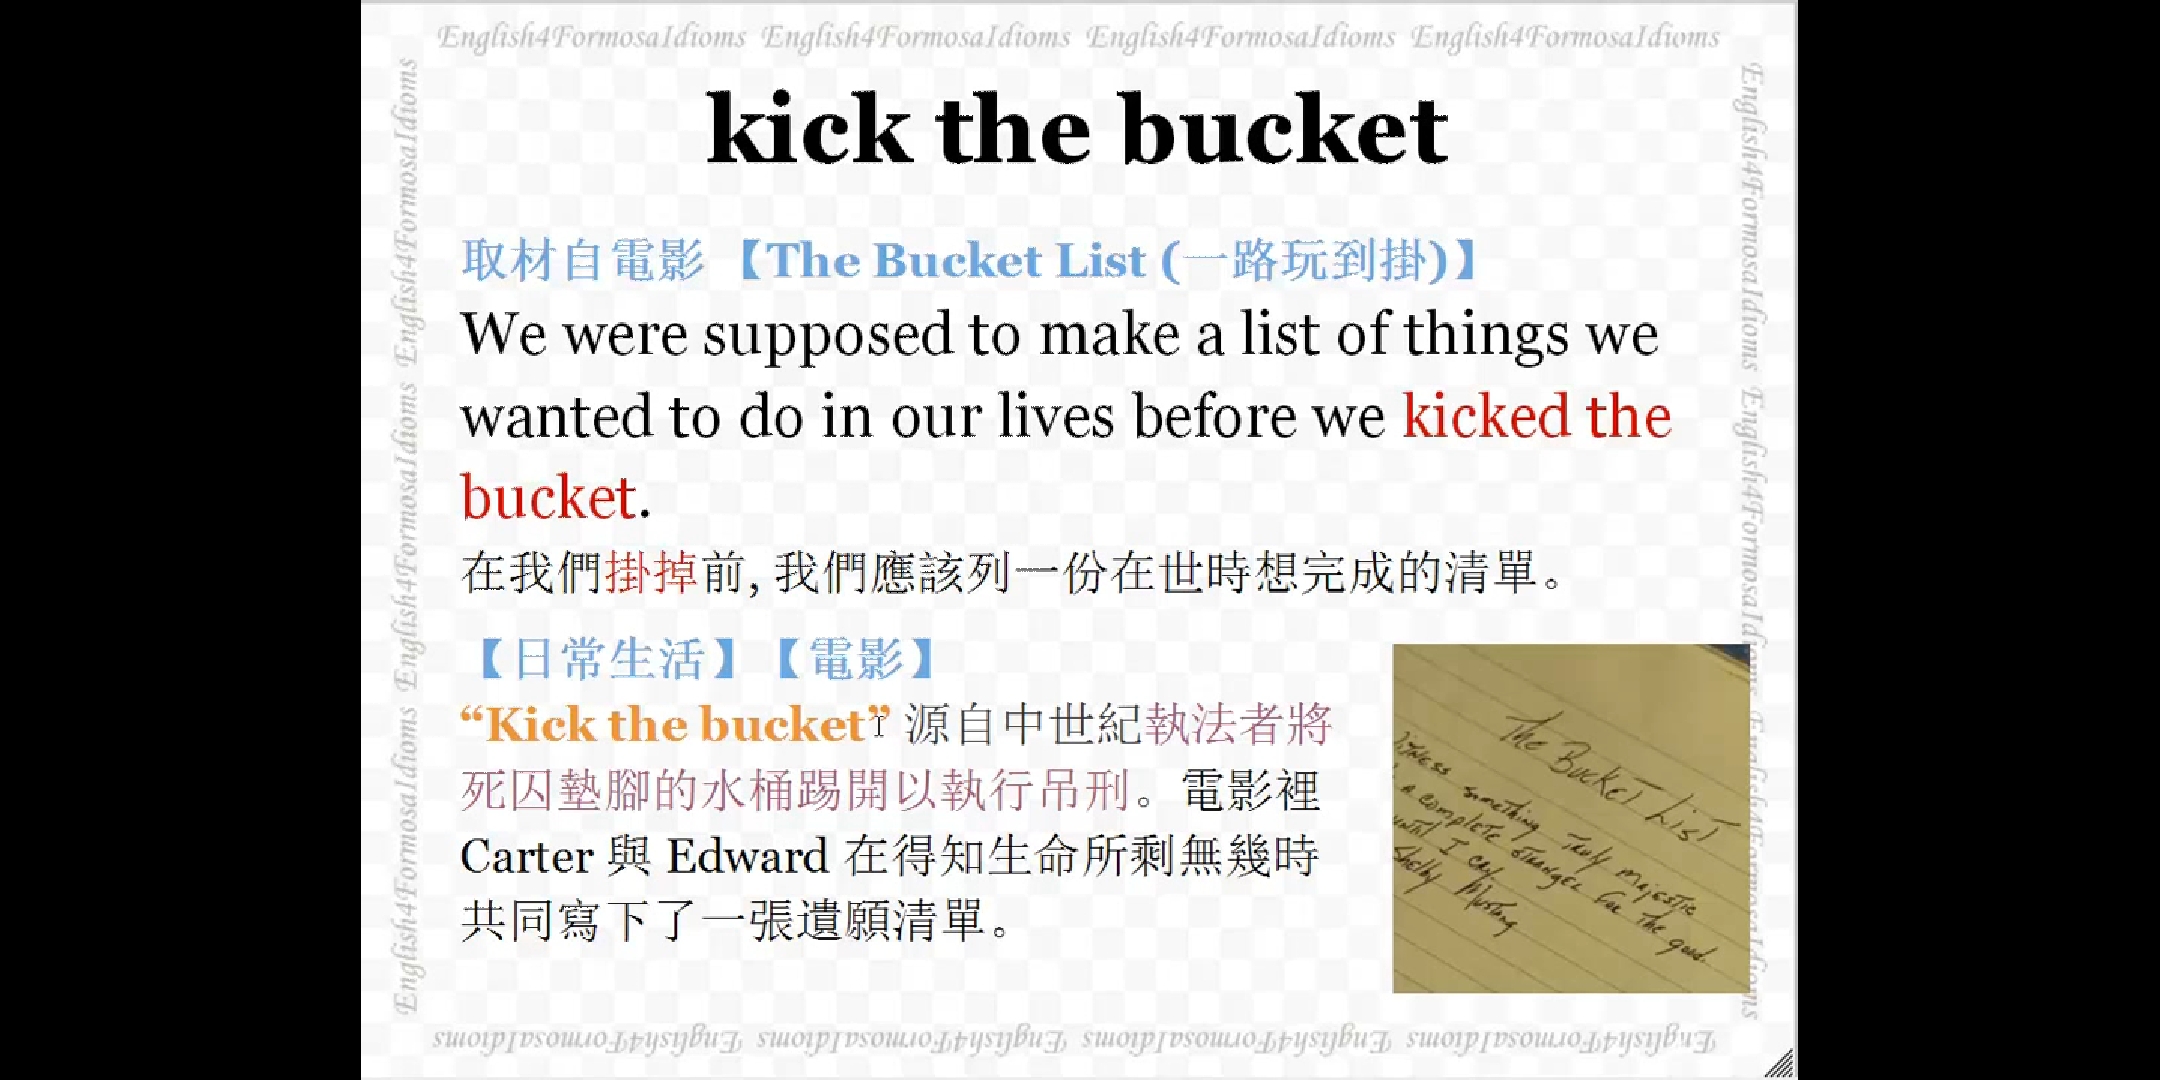 English4FormosaIdioms English4FormosaIdioms English4FormosaIdioms English4FormosaIdioms
English4FormosaIdioms English4FormosaIdioms English4FormosaIdioms
English4FormosaIdioms English4FormosaIdioms English4FormosaIdioms
kick the bucket
取材自電影 【The Bucket List (一路玩到掛)】
We were supposed to make a list of things we
wanted to do in our lives before we kicked the
bucket.
在我們掛掉前, 我們應該列一份在世時想完成的清單。
【日常生活】【電影】
“Kick the bucket” 源自中世紀執法者將
死囚墊腳的水桶踢開以執行吊刑。電影裡
Carter 與 Edward 在得知生命所剩無幾時
共同寫下了一張遺願清單。
The Bucket List
itness something Truly majestic
a complete stranger for the good
until I cry
Shelby Mustang
English4FormosaIdioms English4FormosaIdioms English4FormosaIdioms English4FormosaIdioms